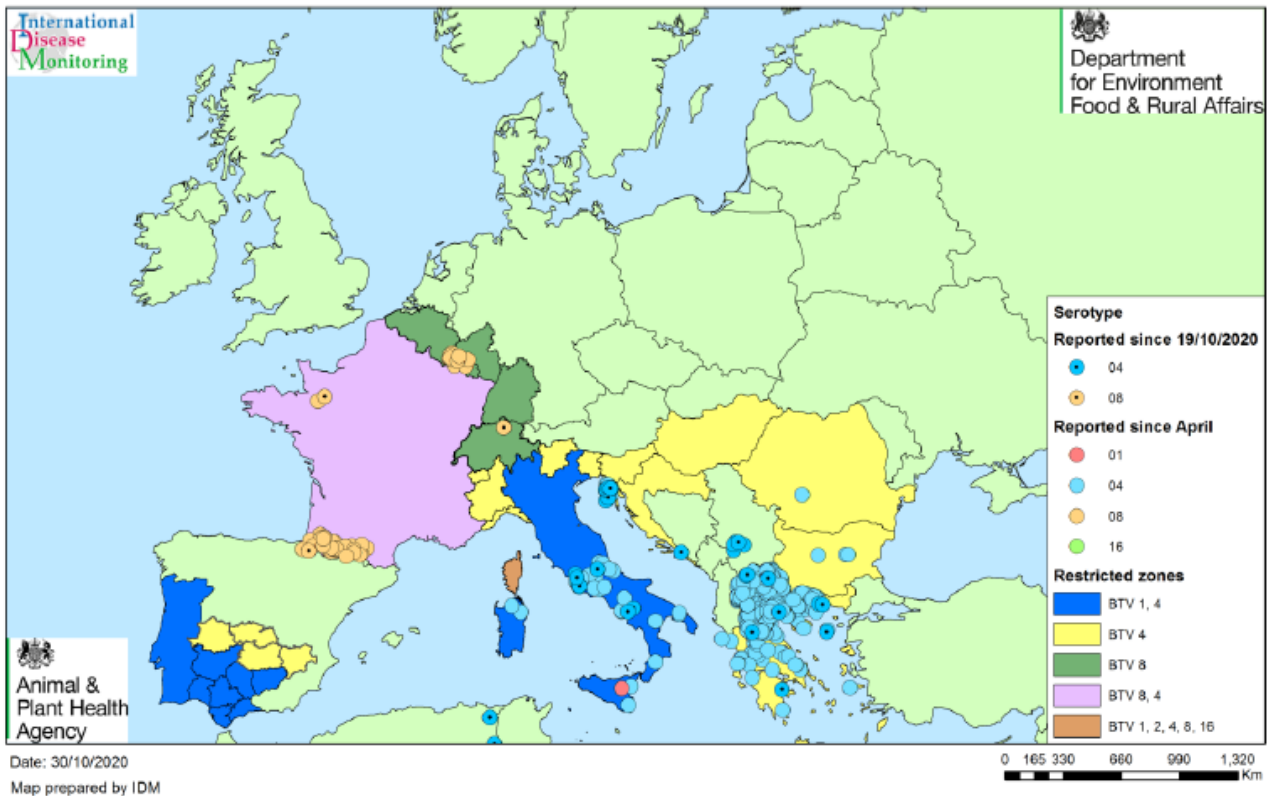 International
Disease
Monitoring
Department
for Environment
Food & Rural Affairs
Serotype
Reported since 19/10/2020
04
08
Reported since April
01
04
08
16
Restricted zones
BTV 1, 4
BTV 4
BTV 8
BTV 8, 4
BTV 1, 2, 4, 8, 16
Animal &
Plant Health
Agency
Date: 30/10/2020
Map prepared by IDM
0 165 330 660 990 1,320
Km